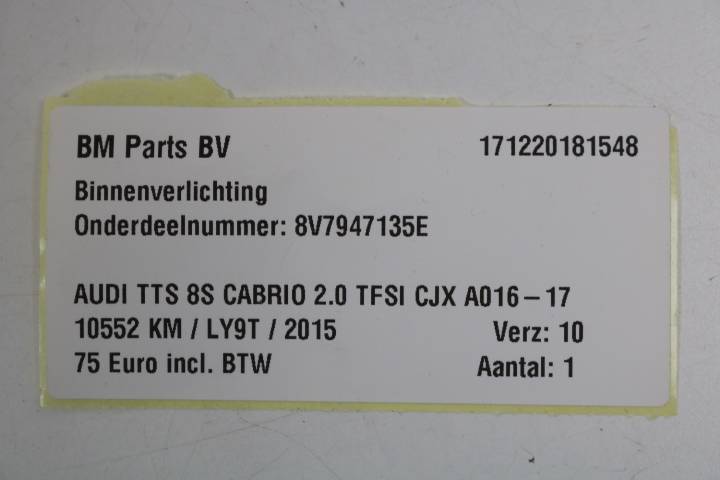 BM Parts BV 171220181548
Binnenverlichting
Onderdeelnummer: 8V7947135E
AUDI TTS 8S CABRIO 2.0 TFSI CJX A016-17
10552 KM / LY9T / 2015 Verz: 10
75 Euro incl. BTW Aantal: 1